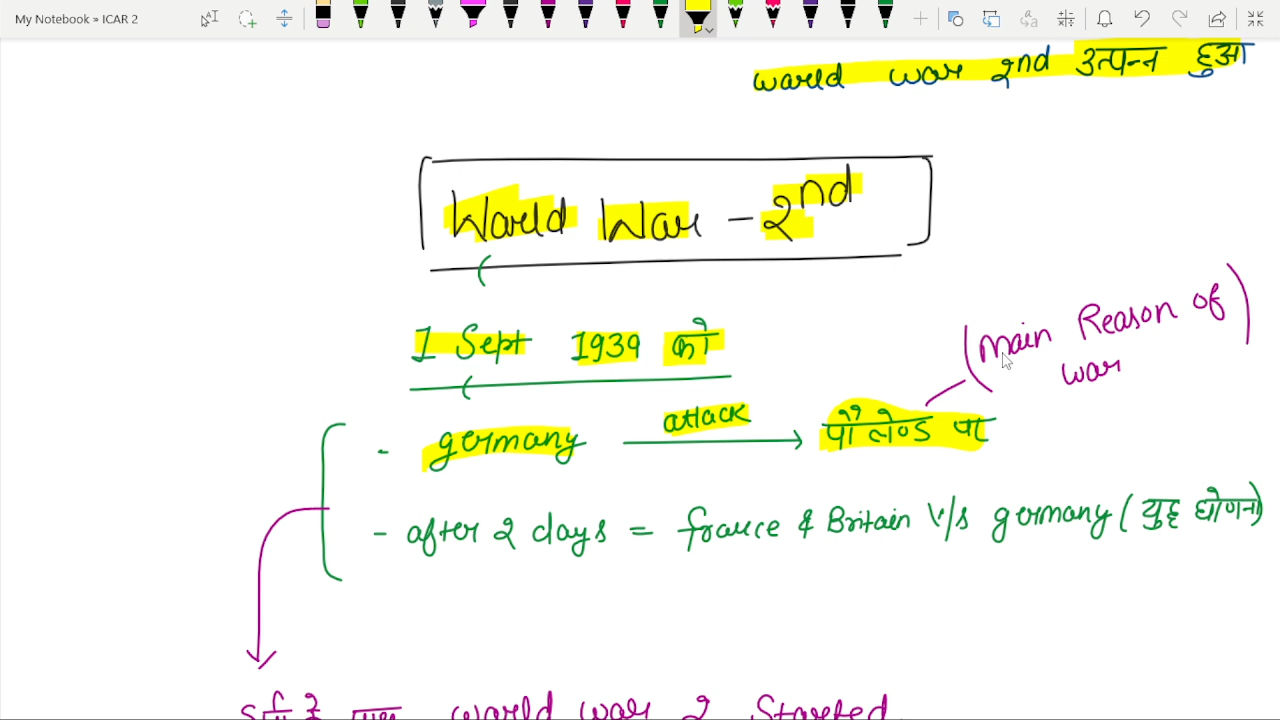 My Notebook » ICAR 2
world war 2nd उत्पन्न हुआ
World War - 2nd
1 Sept 1939 को
(main Reason of war)
- germany attack → पोलेण्ड पर
- after 2 days = france & Britain V/s germany (युद्ध घोषणा)
world war 2 Started